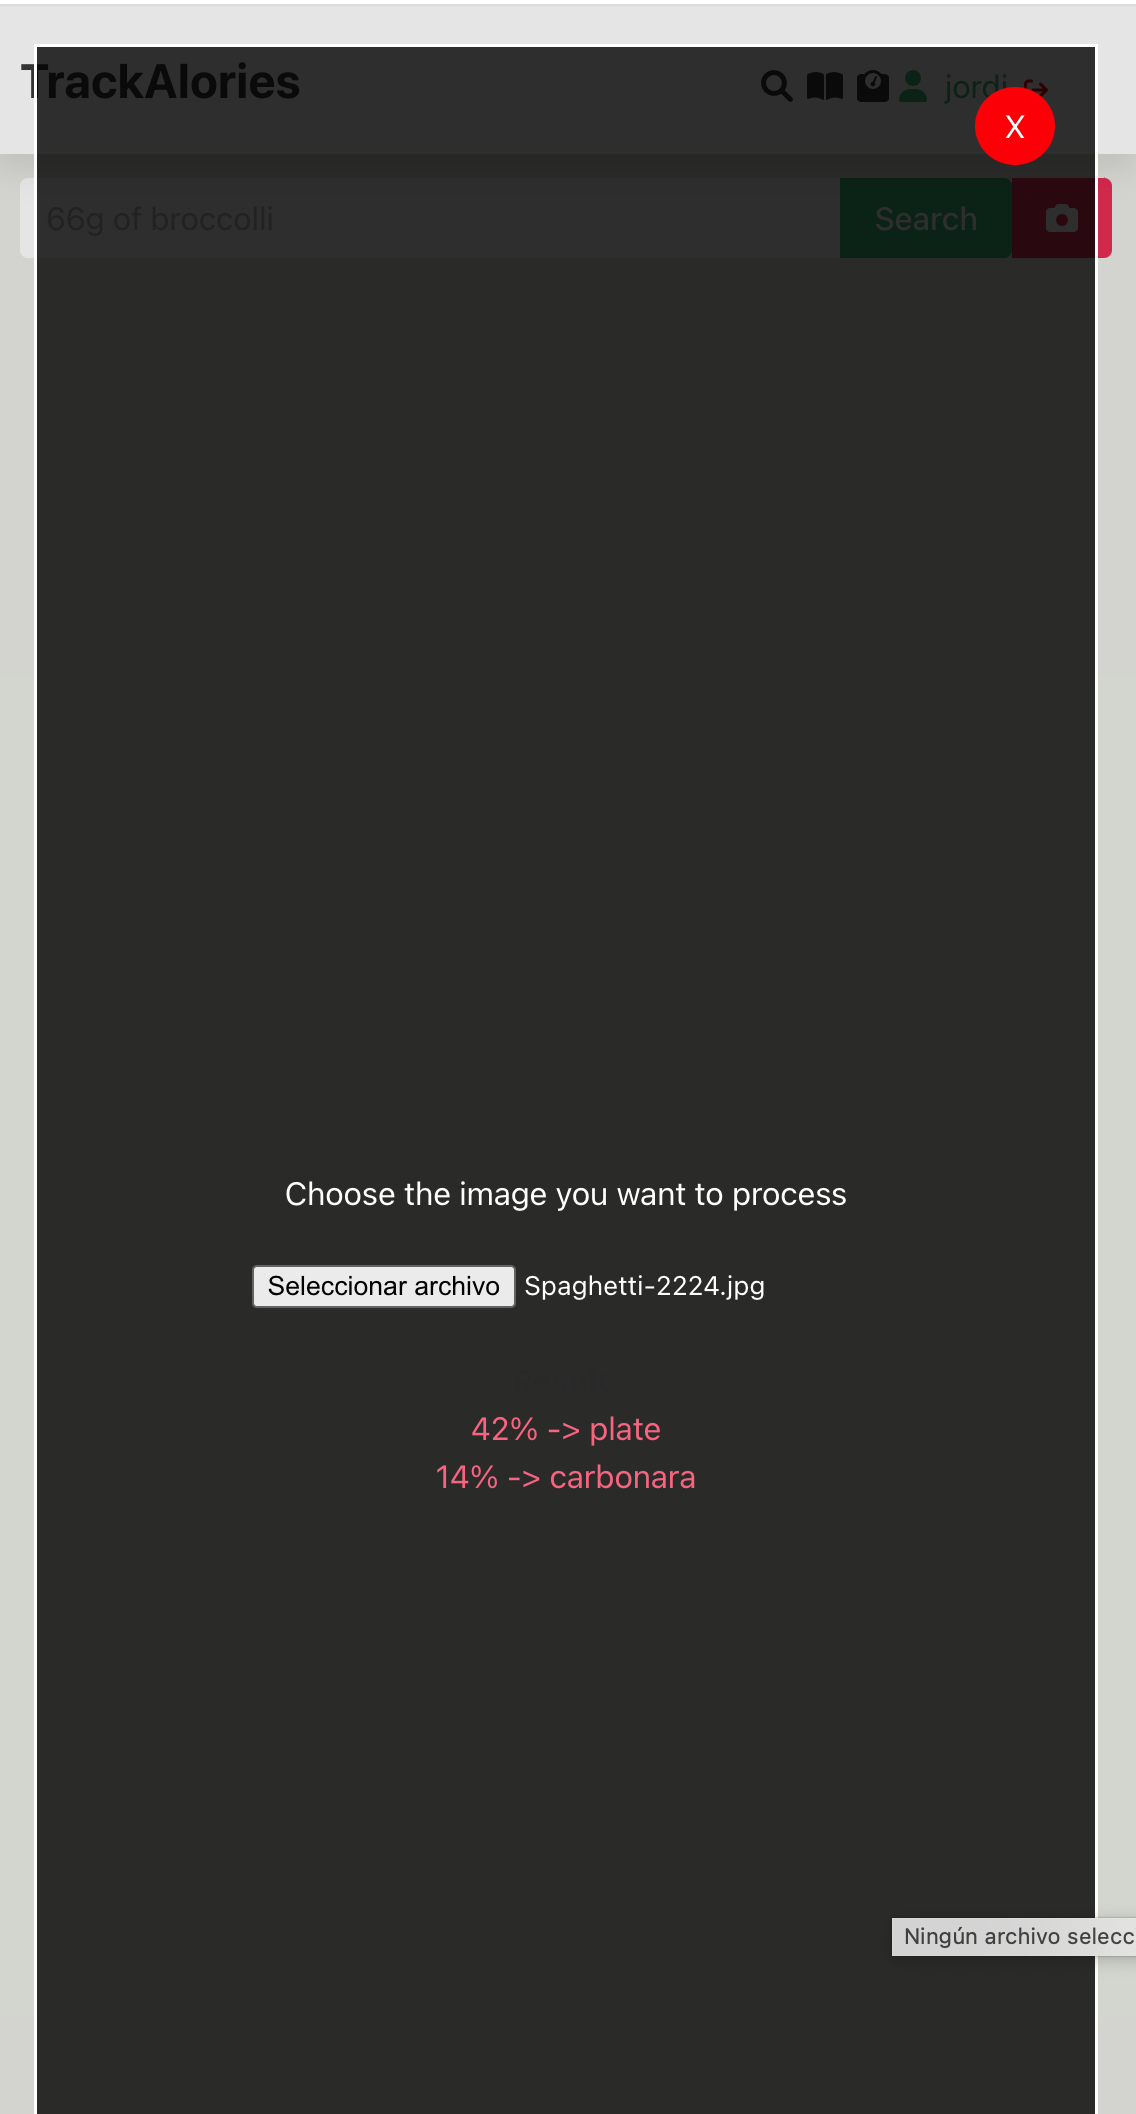 TrackAlories
jordi
X
66g of broccolli
Search
Choose the image you want to process
Seleccionar archivo Spaghetti-2224.jpg
42% -> plate
14% -> carbonara
Ningún archivo selecc